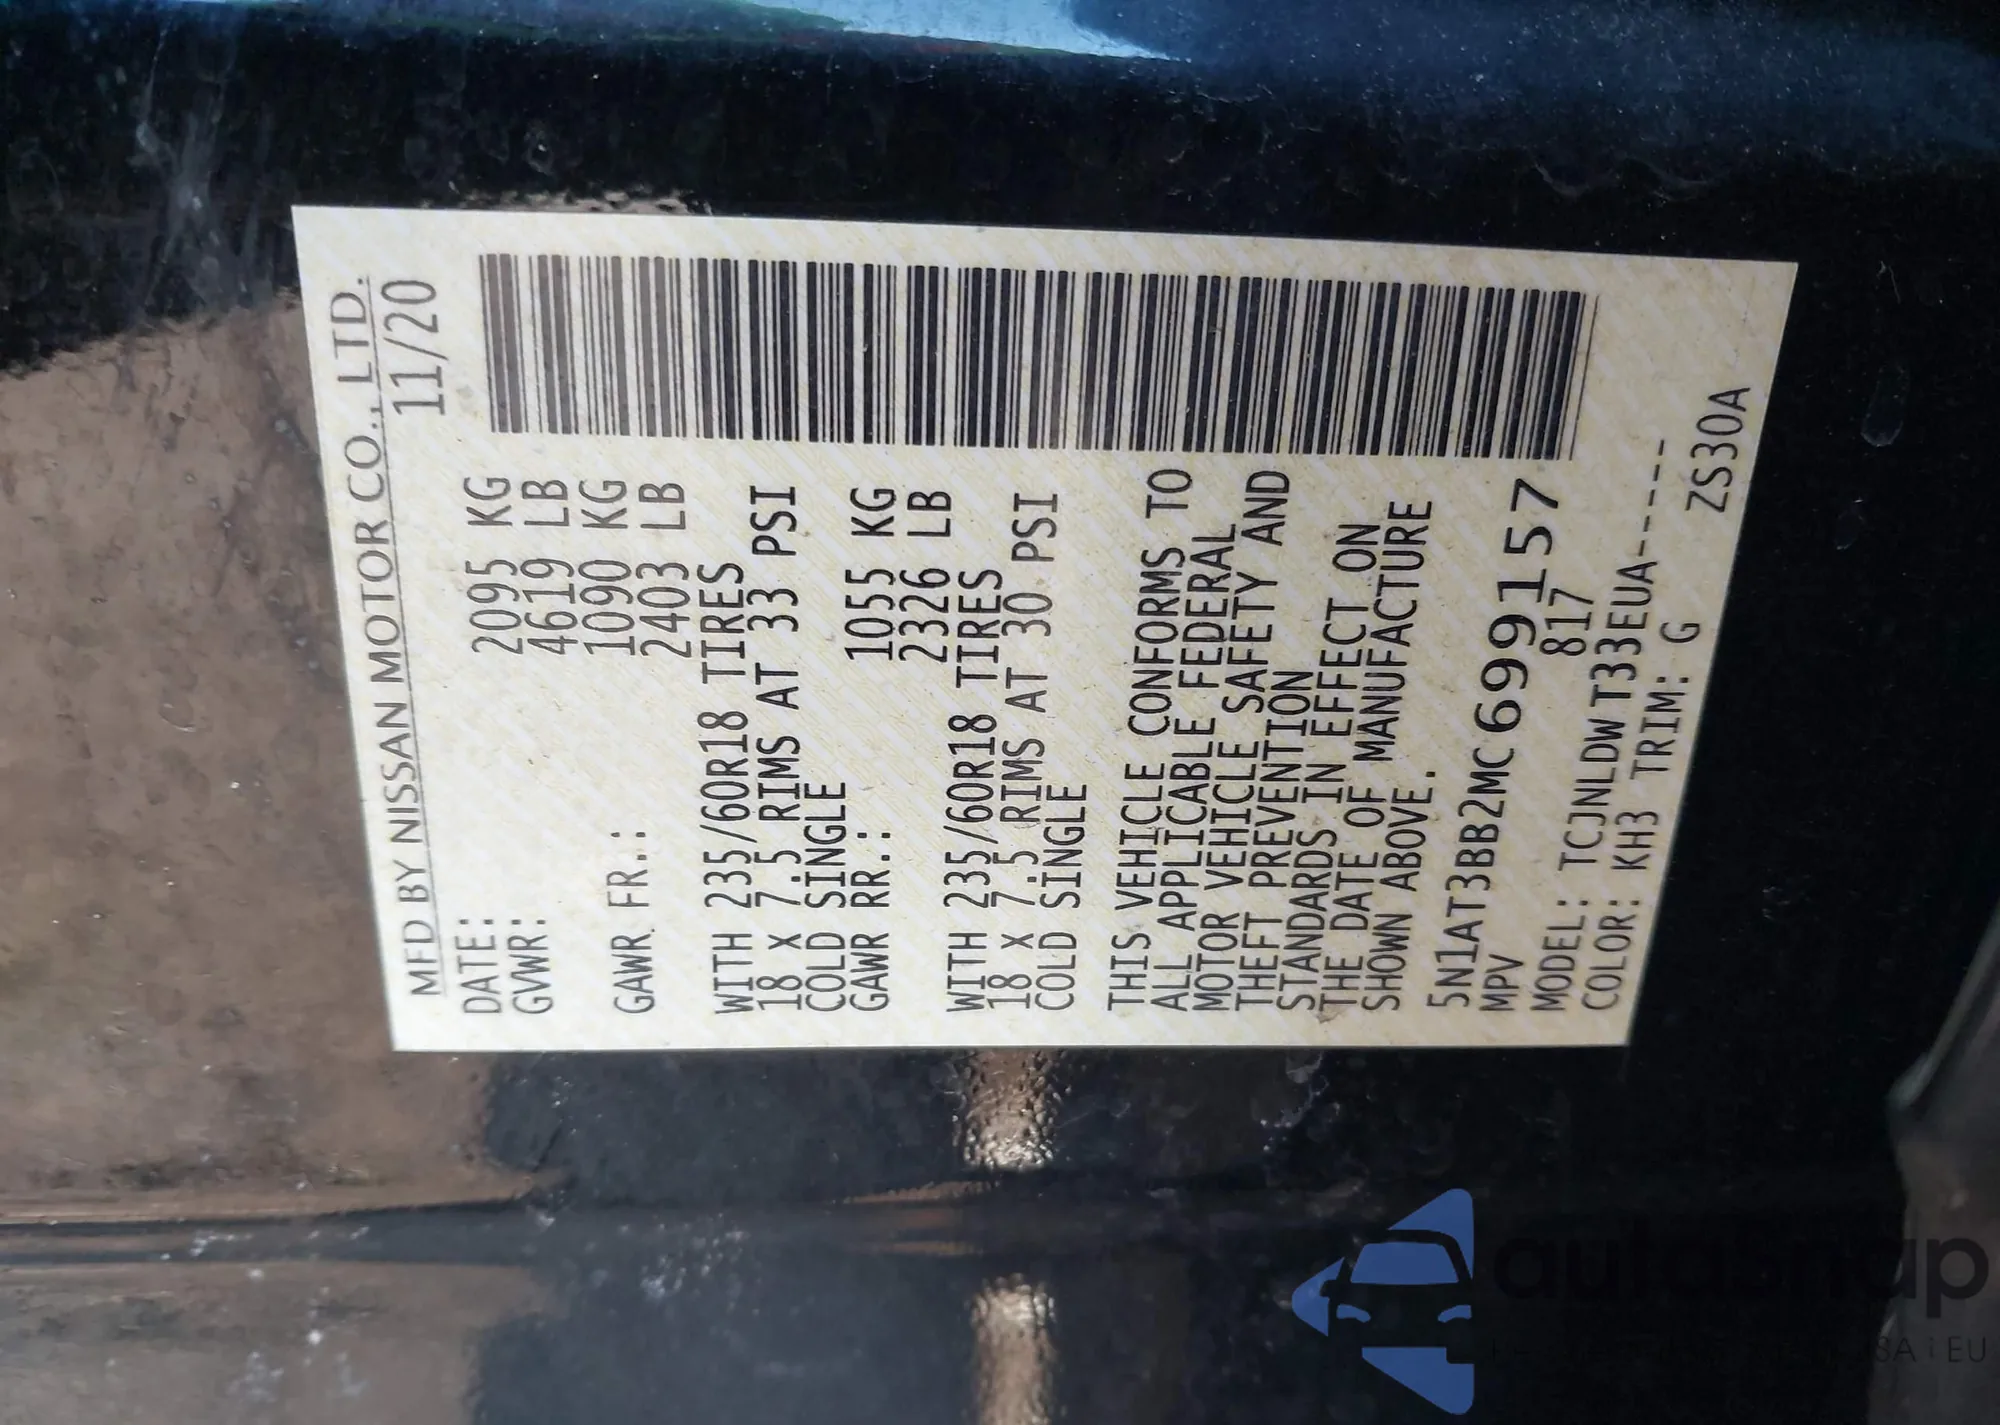 MFD BY NISSAN MOTOR CO., LTD.
DATE: 11/20
GVWR: 2095 KG
4619 LB
GAWR FR.: 1090 KG
2403 LB
WITH 235/60R18 TIRES
18 X 7.5 RIMS AT 33 PSI
COLD SINGLE
GAWR RR.: 1055 KG
2326 LB
WITH 235/60R18 TIRES
18 X 7.5 RIMS AT 30 PSI
COLD SINGLE
THIS VEHICLE CONFORMS TO
ALL APPLICABLE FEDERAL
MOTOR VEHICLE SAFETY AND
THEFT PREVENTION
STANDARDS IN EFFECT ON
THE DATE OF MANUFACTURE
SHOWN ABOVE.
5N1AT3BB2MC699157
MPV 817
MODEL: TCJNLDWT33EUA-----
COLOR: KH3 TRIM: G
ZS30A
autosnap
i EU